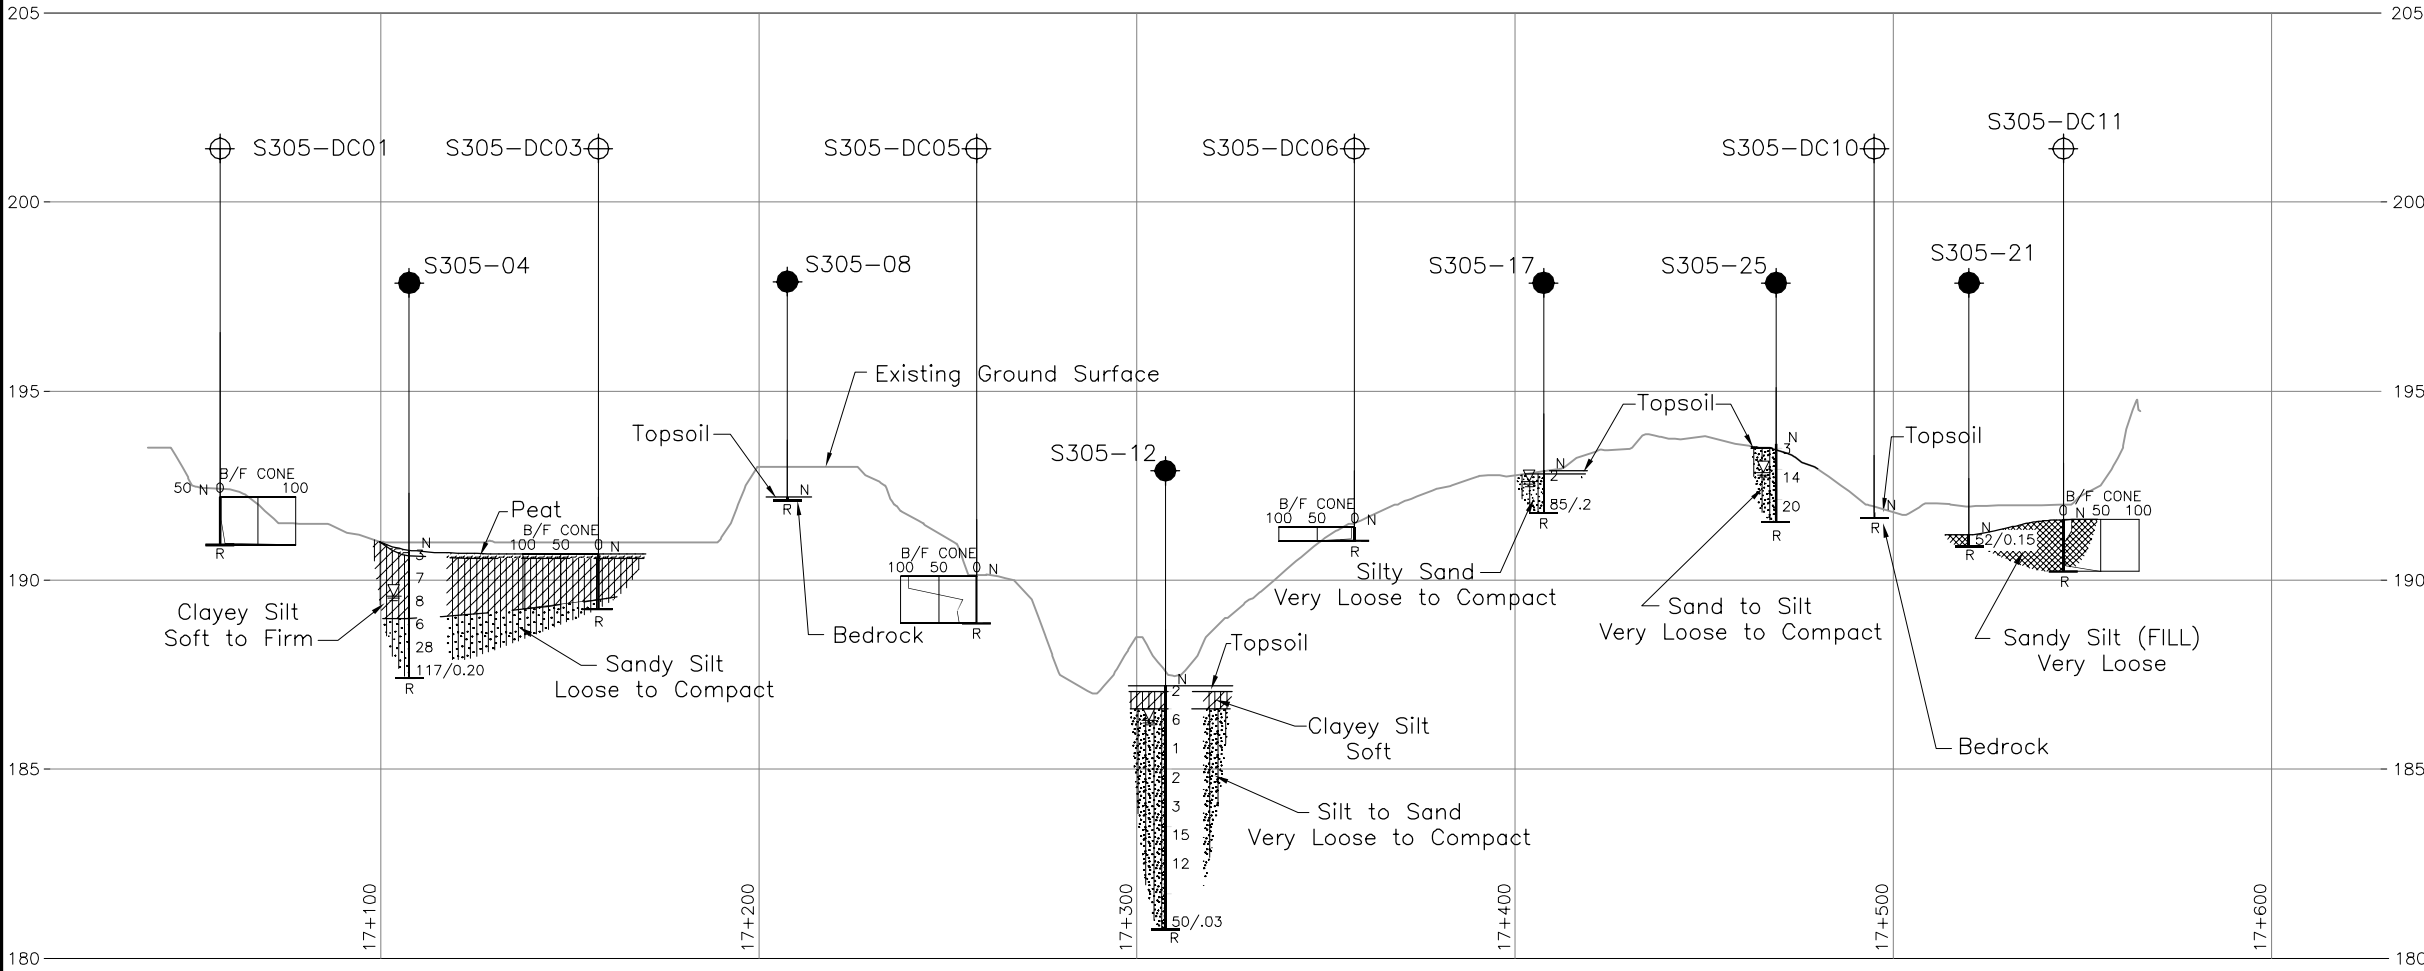 205
205
S305-DC11
S305-DC01
S305-DC03
S305-DC05
S305-DC06
S305-DC10
200
200
S305-04
S305-08
S305-17
S305-25
S305-21
Existing Ground Surface
195
195
Topsoil
Topsoil
Topsoil
S305-12
B/F CONE
50 N 0 100
N
R
Peat
B/F CONE
100 50 0 N
R
N
3
7
8
6
28
117/0.20
R
Clayey Silt
Soft to Firm
Sandy Silt
Loose to Compact
N
R
Bedrock
B/F CONE
100 50 0 N
R
B/F CONE
100 50 0 N
R
N
2
85/.2
R
Silty Sand
Very Loose to Compact
N
3
14
20
R
Sand to Silt
Very Loose to Compact
N
R
Bedrock
N
52/0.15
R
B/F CONE
0 N 50 100
R
Sandy Silt (FILL)
Very Loose
190
190
Topsoil
N
2
6
1
2
3
15
12
50/.03
R
Clayey Silt
Soft
Silt to Sand
Very Loose to Compact
185
185
17+100
17+200
17+300
17+400
17+500
17+600
180
180